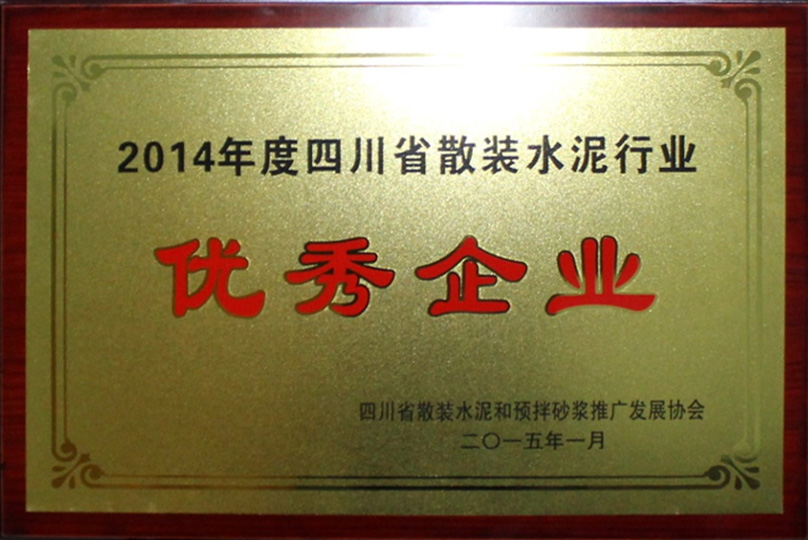 2014年度四川省散装水泥行业
优秀企业
四川省散装水泥和预拌砂浆推广发展协会
二〇一五年一月